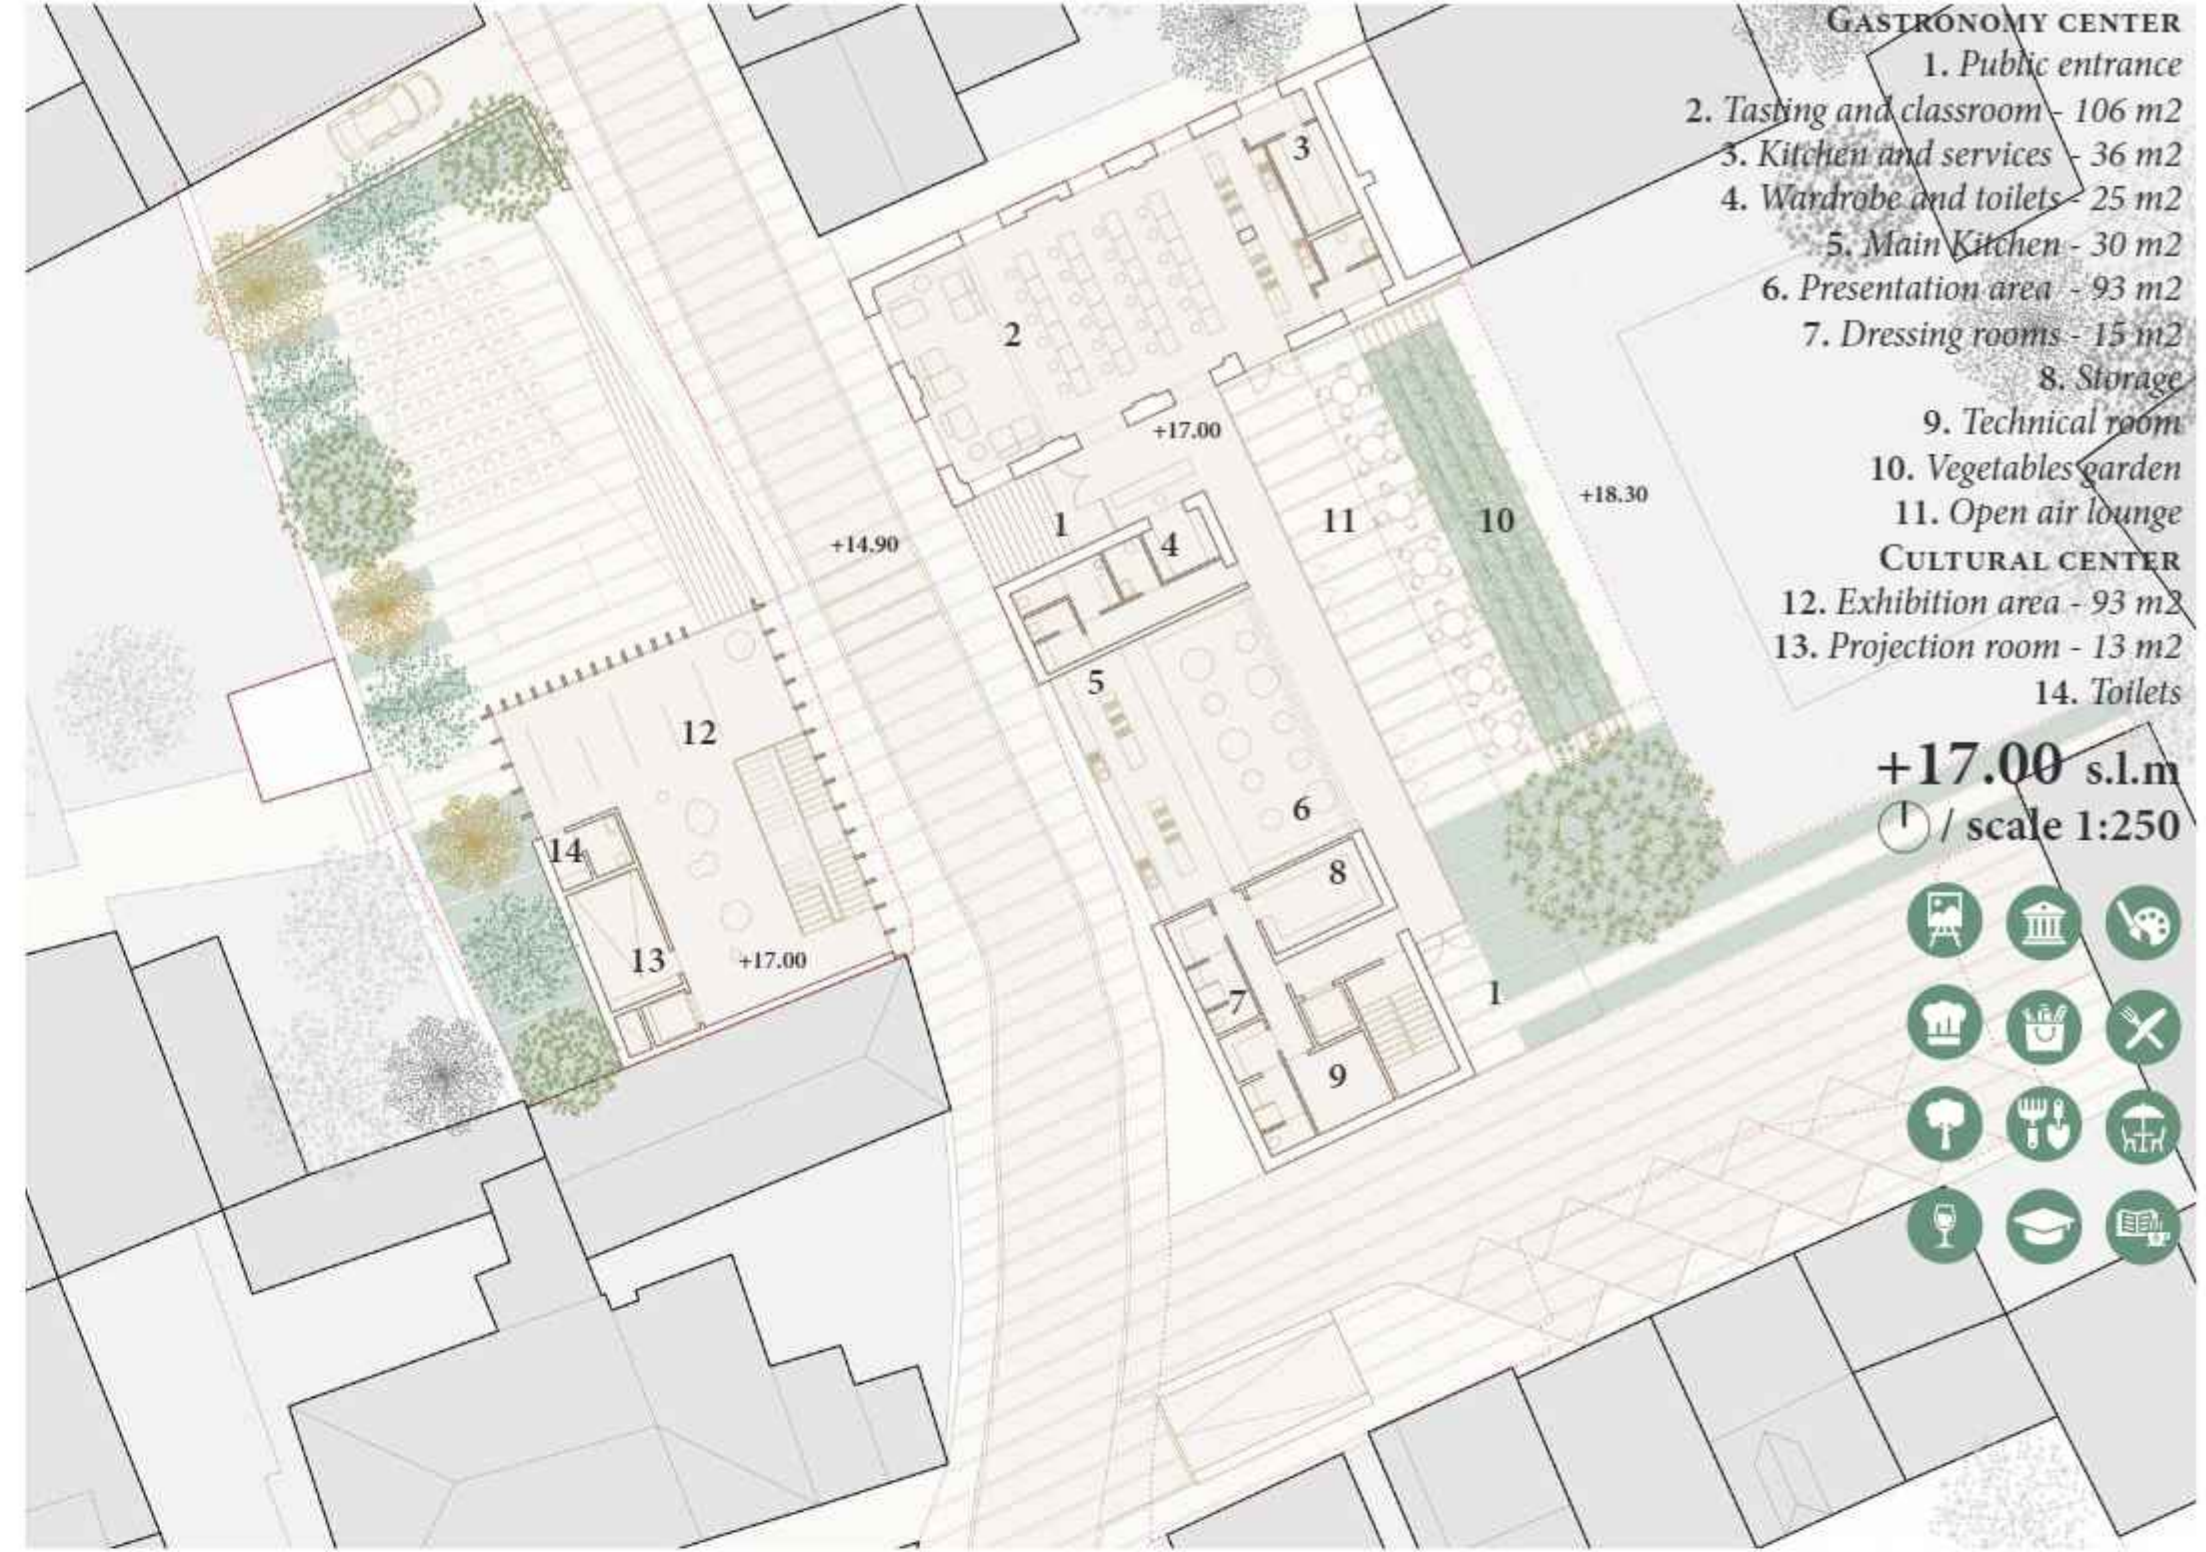 GASTRONOMY CENTER
1. Public entrance
2. Tasting and classroom - 106 m2
3. Kitchen and services - 36 m2
4. Wardrobe and toilets - 25 m2
5. Main Kitchen - 30 m2
6. Presentation area - 93 m2
7. Dressing rooms - 15 m2
8. Storage
9. Technical room
10. Vegetables garden
11. Open air lounge
CULTURAL CENTER
12. Exhibition area - 93 m2
13. Projection room - 13 m2
14. Toilets
+17.00 s.l.m
/ scale 1:250
3
2
+17.00
+18.30
1
11
10
+14.90
4
5
12
6
14
8
13
+17.00
7
1
9